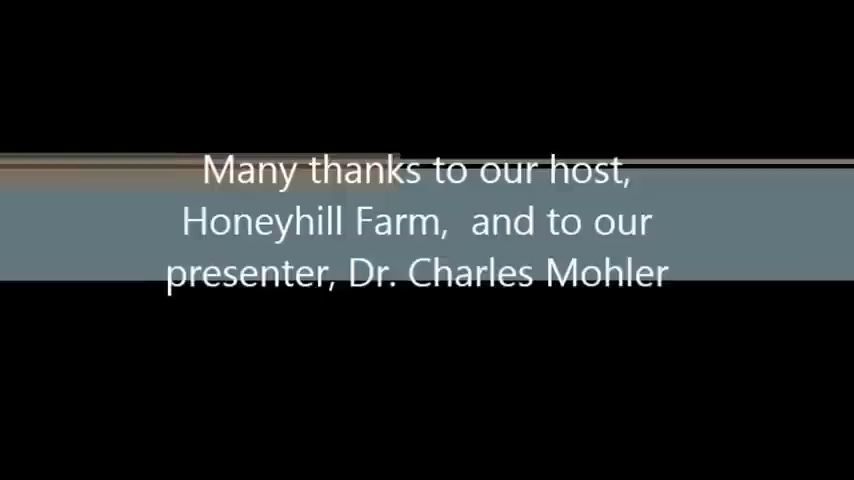 Many thanks to our host,
Honeyhill Farm,  and to our
presenter, Dr. Charles Mohler